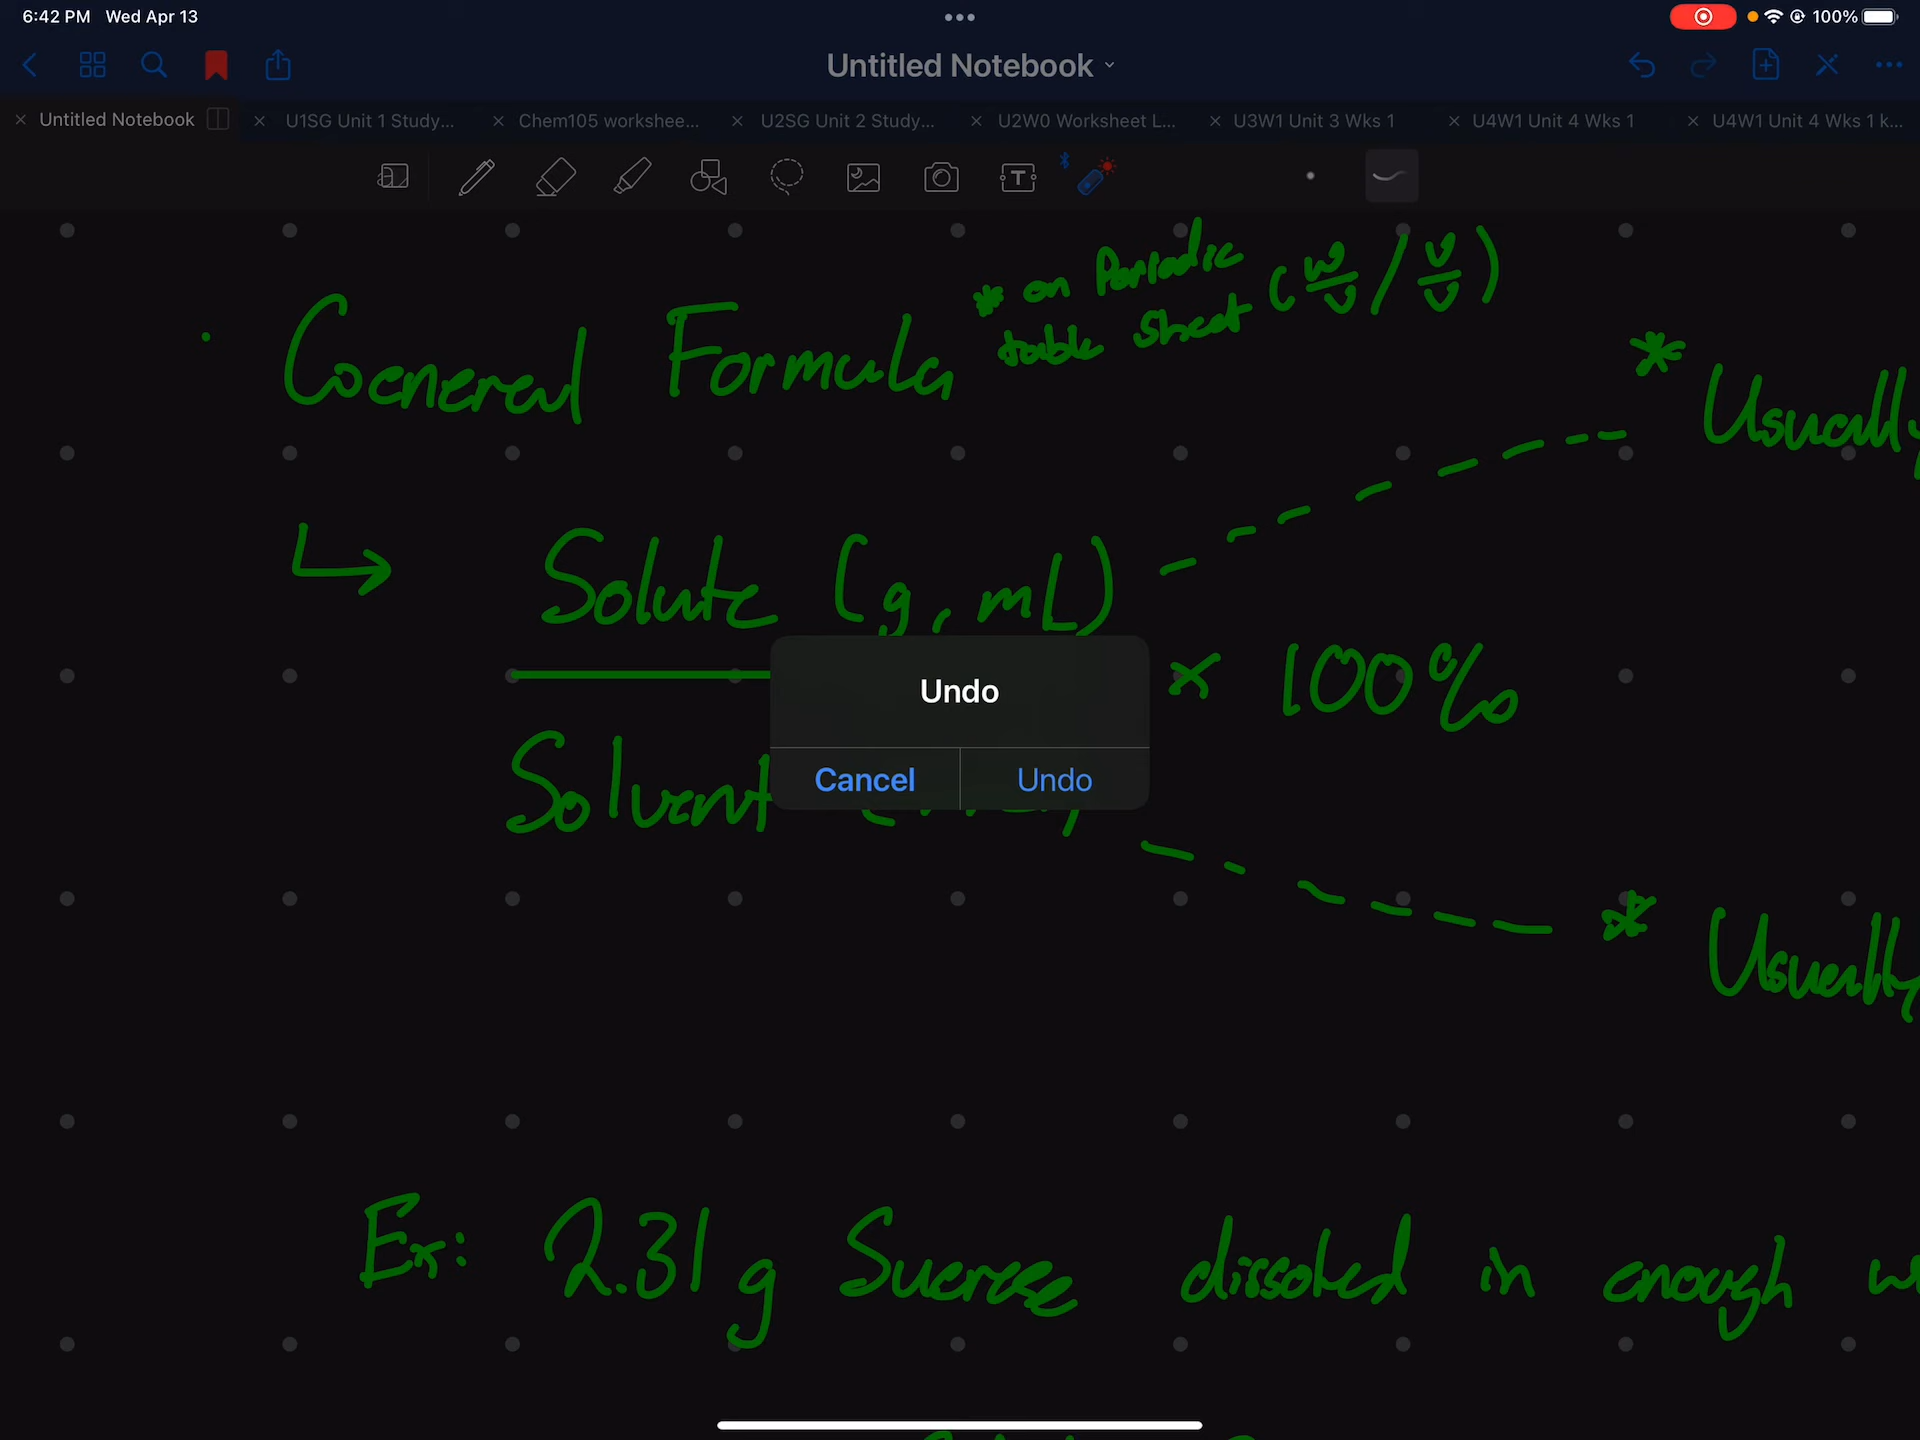 6:42 PM Wed Apr 13
100%
Untitled Notebook
Untitled Notebook
U1SG Unit 1 Study...
Chem105 workshee...
U2SG Unit 2 Study...
U2W0 Worksheet L...
U3W1 Unit 3 Wks 1
U4W1 Unit 4 Wks 1
U4W1 Unit 4 Wks 1 k...
* on Periodic
table sheet (w/v / v/v)
General Formula
* Usually
Solute (g, mL)
× 100%
Undo
Cancel Undo
Solvent
* Usually
Ex: 2.31 g Sucrose dissolved in enough w